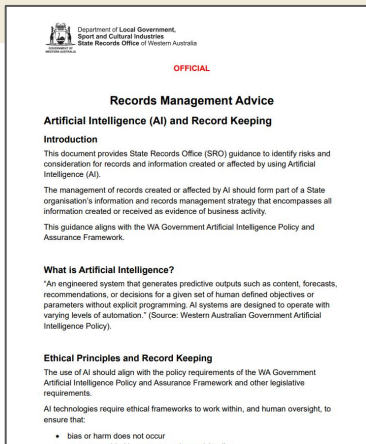 Department of Local Government,
Sport and Cultural Industries
State Records Office of Western Australia
GOVERNMENT OF
WESTERN AUSTRALIA
OFFICIAL
Records Management Advice
Artificial Intelligence (AI) and Record Keeping
Introduction
This document provides State Records Office (SRO) guidance to identify risks and
consideration for records and information created or affected by using Artificial
Intelligence (AI).
The management of records created or affected by AI should form part of a State
organisation's information and records management strategy that encompasses all
information created or received as evidence of business activity.
This guidance aligns with the WA Government Artificial Intelligence Policy and
Assurance Framework.
What is Artificial Intelligence?
"An engineered system that generates predictive outputs such as content, forecasts,
recommendations, or decisions for a given set of human defined objectives or
parameters without explicit programming. AI systems are designed to operate with
varying levels of automation." (Source: Western Australian Government Artificial
Intelligence Policy).
Ethical Principles and Record Keeping
The use of AI should align with the policy requirements of the WA Government
Artificial Intelligence Policy and Assurance Framework and other legislative
requirements.
AI technologies require ethical frameworks to work within, and human oversight, to
ensure that:
• bias or harm does not occur